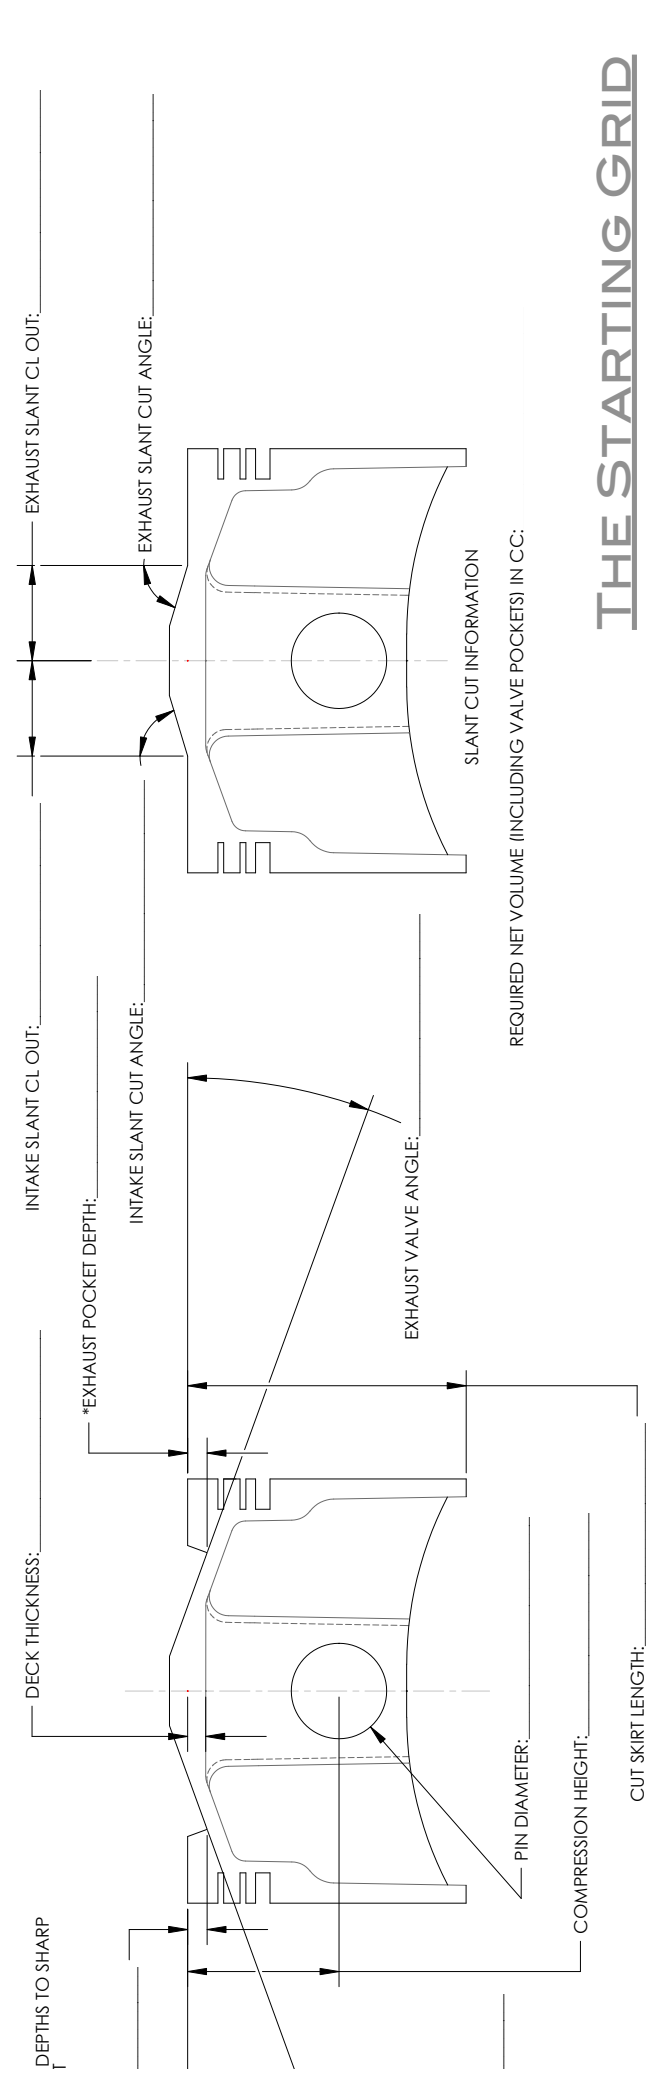 THE STARTING GRID
DEPTHS TO SHARP
T
DECK THICKNESS:
*EXHAUST POCKET DEPTH:
INTAKE SLANT CL OUT:
EXHAUST SLANT CL OUT:
INTAKE SLANT CUT ANGLE:
EXHAUST SLANT CUT ANGLE:
EXHAUST VALVE ANGLE:
SLANT CUT INFORMATION
REQUIRED NET VOLUME (INCLUDING VALVE POCKETS) IN CC:
PIN DIAMETER:
COMPRESSION HEIGHT:
CUT SKIRT LENGTH: